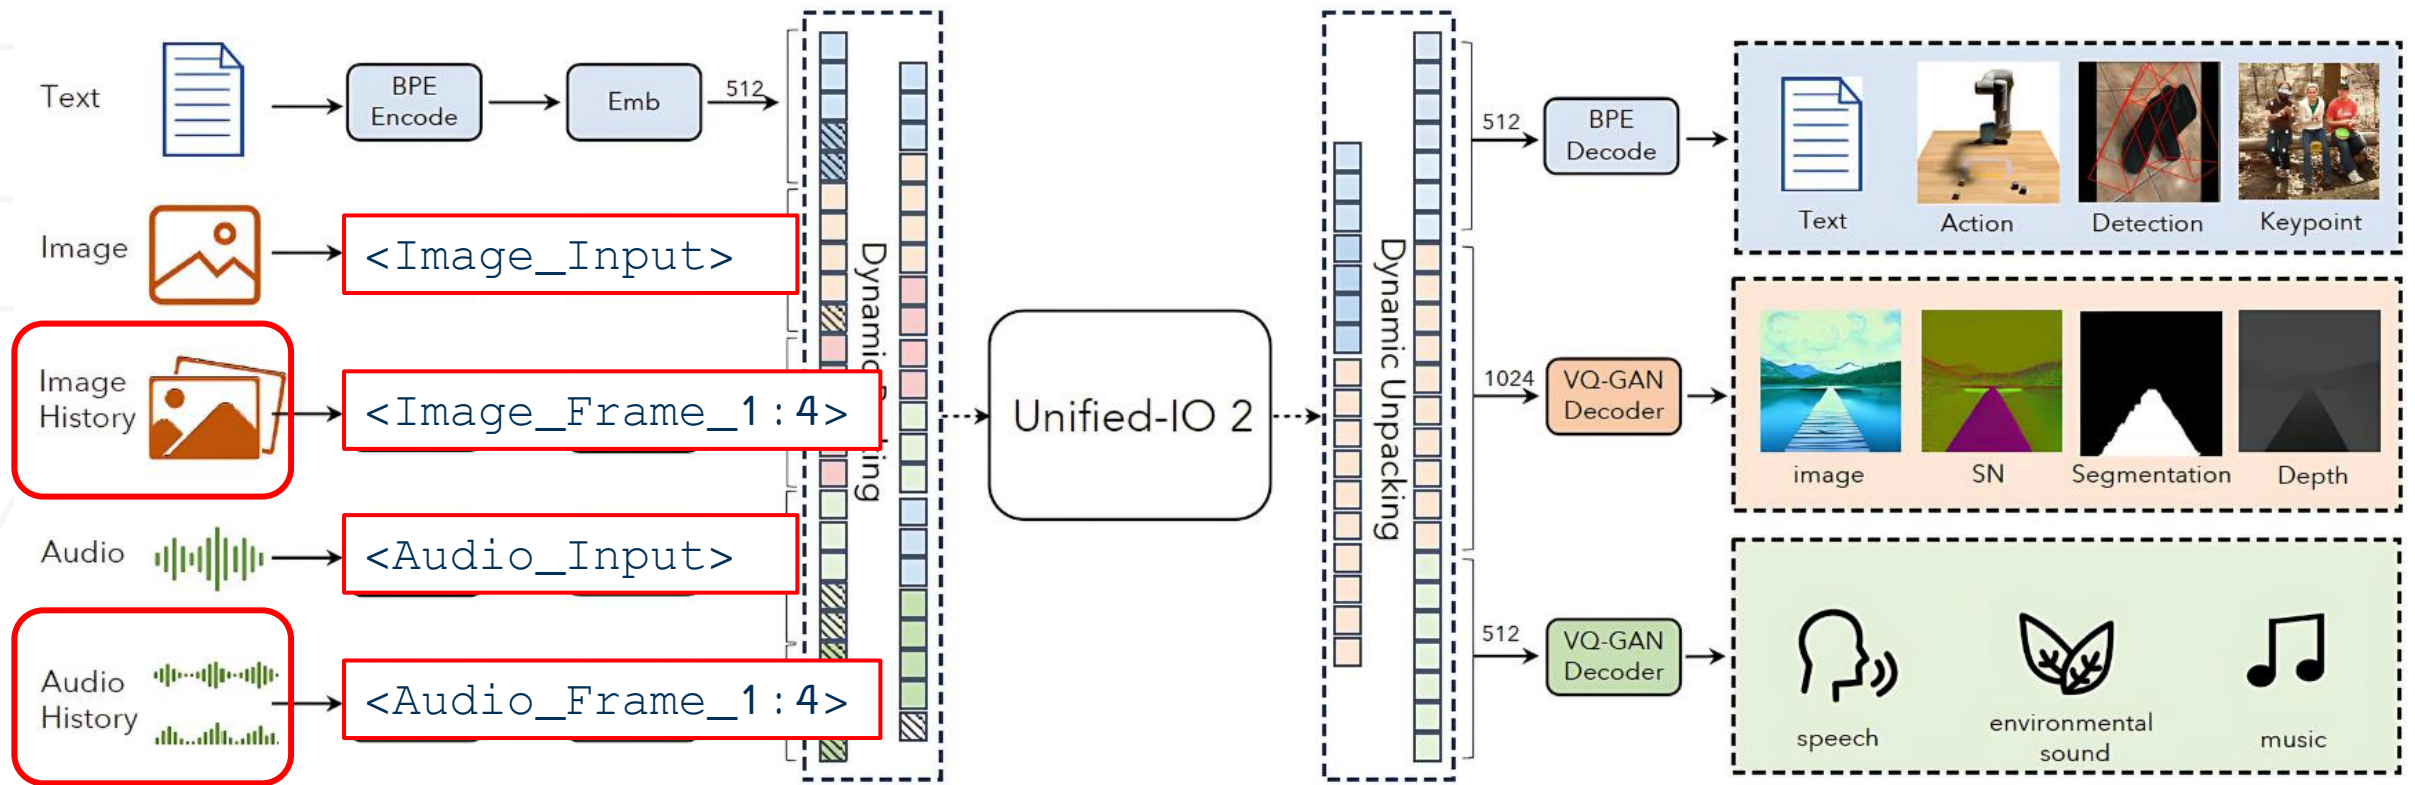 Text
BPE
Encode
Emb
512
Image
<Image_Input>
Image
History
<Image_Frame_1:4>
Audio
<Audio_Input>
Audio
History
<Audio_Frame_1:4>
Dynamic
ing
Unified-IO 2
Dynamic Unpacking
512
BPE
Decode
Text
Action
Detection
Keypoint
1024
VQ-GAN
Decoder
image
SN
Segmentation
Depth
512
VQ-GAN
Decoder
speech
environmental
sound
music